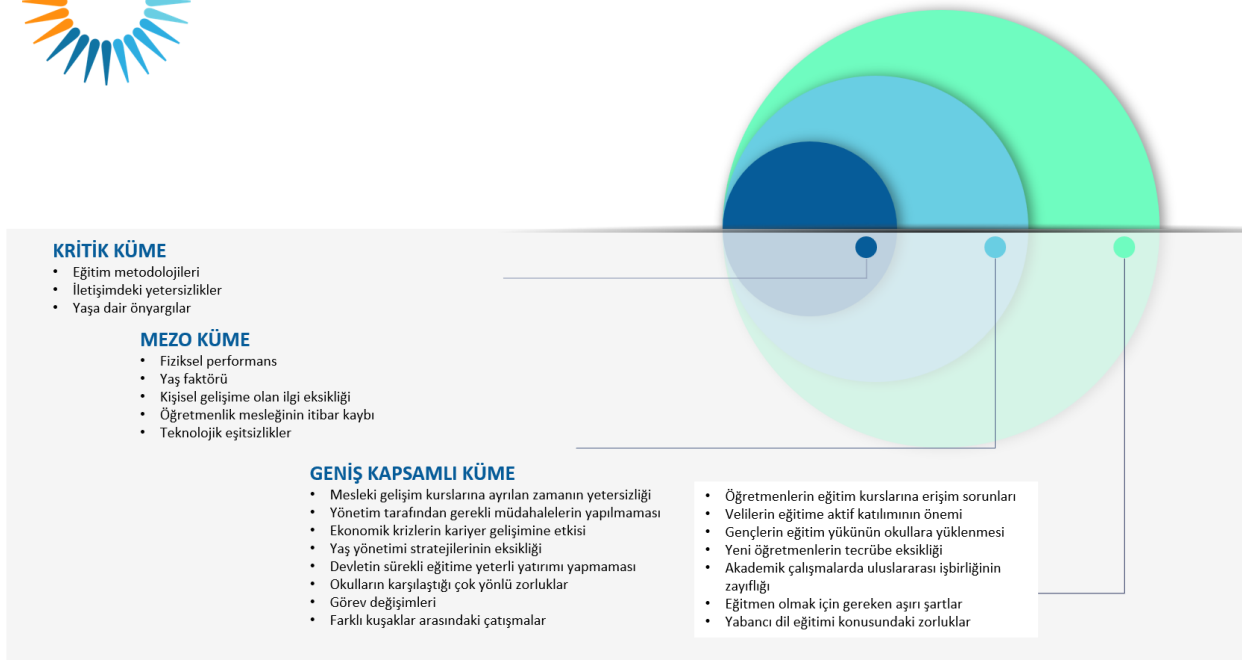 KRİTİK KÜME
• Eğitim metodolojileri
• İletişimdeki yetersizlikler
• Yaşa dair önyargılar
MEZO KÜME
• Fiziksel performans
• Yaş faktörü
• Kişisel gelişime olan ilgi eksikliği
• Öğretmenlik mesleğinin itibar kaybı
• Teknolojik eşitsizlikler
GENİŞ KAPSAMLI KÜME
• Mesleki gelişim kurslarına ayrılan zamanın yetersizliği
• Yönetim tarafından gerekli müdahalelerin yapılmaması
• Ekonomik krizlerin kariyer gelişimine etkisi
• Yaş yönetimi stratejilerinin eksikliği
• Devletin sürekli eğitime yeterli yatırımı yapmaması
• Okulların karşılaştığı çok yönlü zorluklar
• Görev değişimleri
• Farklı kuşaklar arasındaki çatışmalar
• Öğretmenlerin eğitim kurslarına erişim sorunları
• Velilerin eğitime aktif katılımının önemi
• Gençlerin eğitim yükünün okullara yüklenmesi
• Yeni öğretmenlerin tecrübe eksikliği
• Akademik çalışmalarda uluslararası işbirliğinin
zayıflığı
• Eğitmen olmak için gereken aşırı şartlar
• Yabancı dil eğitimi konusundaki zorluklar